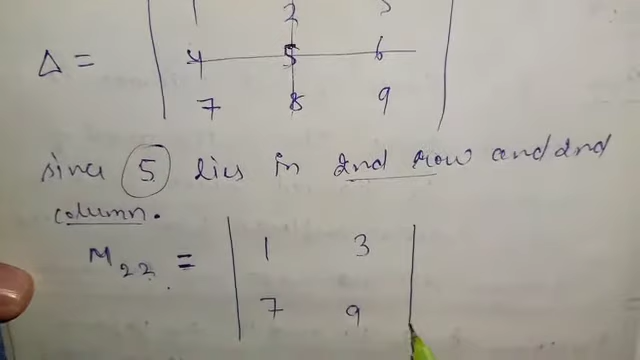 1 2 3
Δ = 4 5 6
7 8 9
since 5 lies in 2nd row and 2nd
column.
M22 = 1 3
7 9